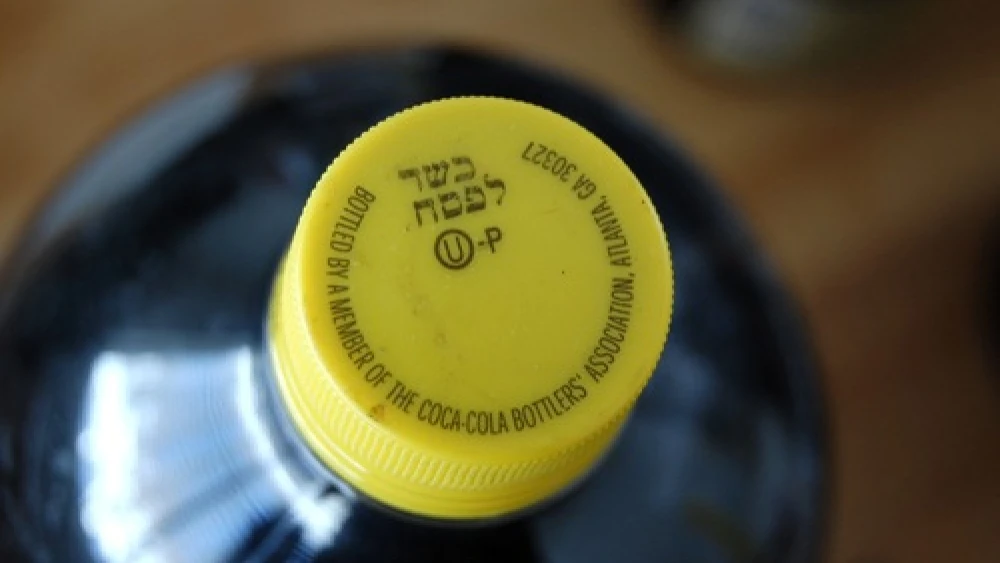 כשר
לפסח
Ⓤ-P
BOTTLED BY A MEMBER OF THE COCA-COLA BOTTLERS' ASSOCIATION, ATLANTA, GA 30327